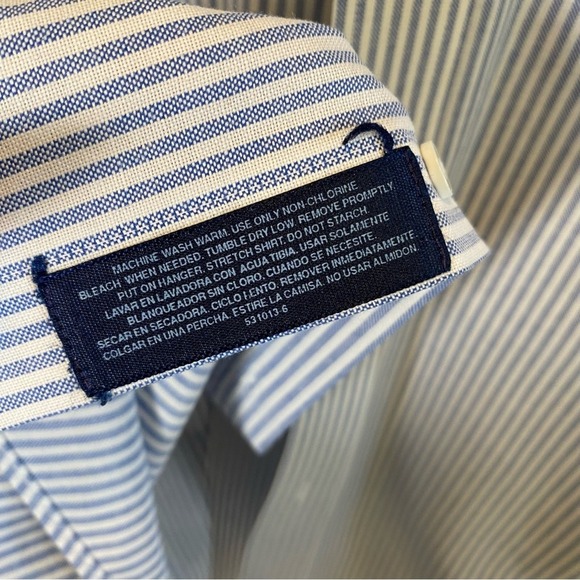 MACHINE WASH WARM. USE ONLY NON-CHLORINE
BLEACH WHEN NEEDED. TUMBLE DRY LOW. REMOVE PROMPTLY.
PUT ON HANGER. STRETCH SHIRT. DO NOT STARCH.
LAVAR EN LAVADORA CON AGUA TIBIA. USAR SOLAMENTE
BLANQUEADOR SIN CLORO. CUANDO SE NECESITE.
SECAR EN SECADORA. CICLO LENTO. REMOVER INMEDIATAMENTE.
COLGAR EN UNA PERCHA. ESTIRE LA CAMISA. NO USAR ALMIDON.
531013-6